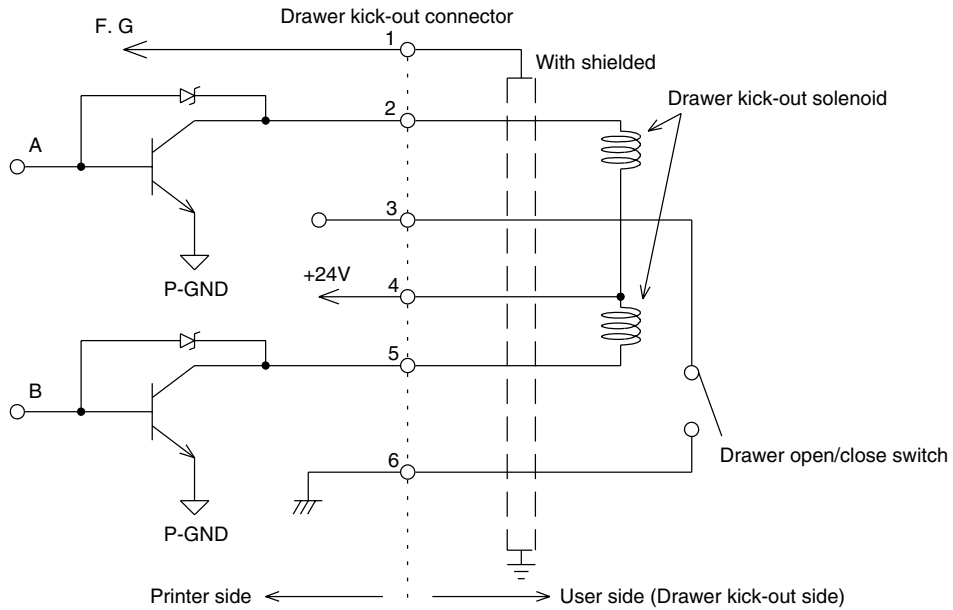 Drawer kick-out connector
F. G
1
With shielded
Drawer kick-out solenoid
2
A
3
+24V
4
P-GND
5
B
Drawer open/close switch
6
P-GND
Printer side
User side (Drawer kick-out side)